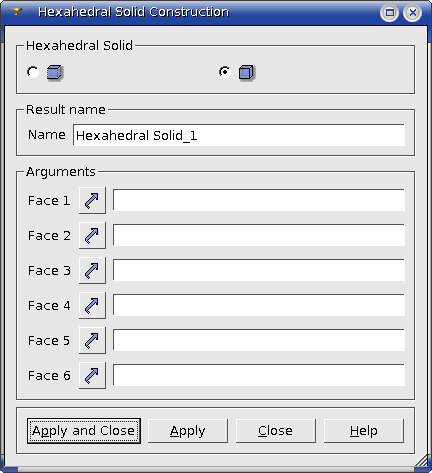 Hexahedral Solid Construction
Hexahedral Solid
Result name
Name Hexahedral Solid_1
Arguments
Face 1
Face 2
Face 3
Face 4
Face 5
Face 6
Apply and Close Apply Close Help